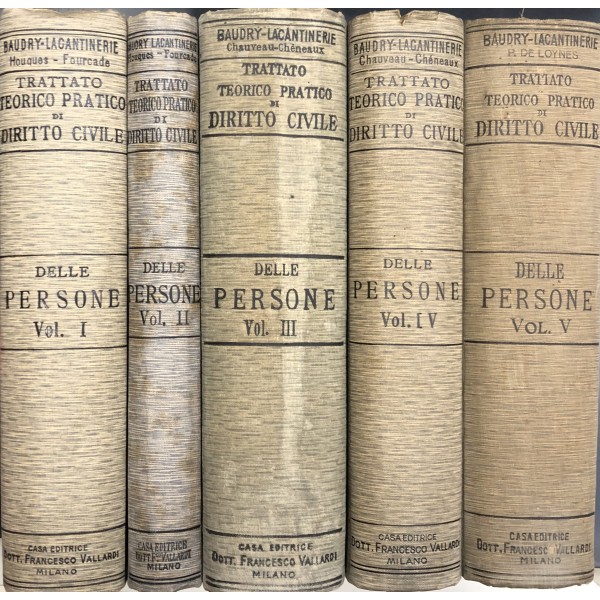 BAUDRY-LACANTINERIE
Houques - Fourcade
TRATTATO
TEORICO PRATICO
DI
DIRITTO CIVILE
DELLE
PERSONE
Vol. I
CASA EDITRICE
DOTT. FRANCESCO VALLARDI
MILANO
BAUDRY-LACANTINERIE
Houques - Fourcade
TRATTATO
TEORICO PRATICO
DI
DIRITTO CIVILE
DELLE
PERSONE
Vol. II
CASA EDITRICE
DOTT. FR. VALLARDI
MILANO
BAUDRY-LACANTINERIE
Chauveau-Chéneaux
TRATTATO
TEORICO PRATICO
DI
DIRITTO CIVILE
DELLE
PERSONE
Vol. III
CASA EDITRICE
DOTT. FRANCESCO VALLARDI
MILANO
BAUDRY-LACANTINERIE
Chauveau-Chéneaux
TRATTATO
TEORICO PRATICO
DI
DIRITTO CIVILE
DELLE
PERSONE
Vol. IV
CASA EDITRICE
DOTT. FRANCESCO VALLARDI
MILANO
BAUDRY-LACANTINERIE
P. DE LOYNES
TRATTATO
TEORICO PRATICO
DI
DIRITTO CIVILE
DELLE
PERSONE
VOL. V
CASA EDITRICE
DOTT. FRANCESCO VALLARDI
MILANO